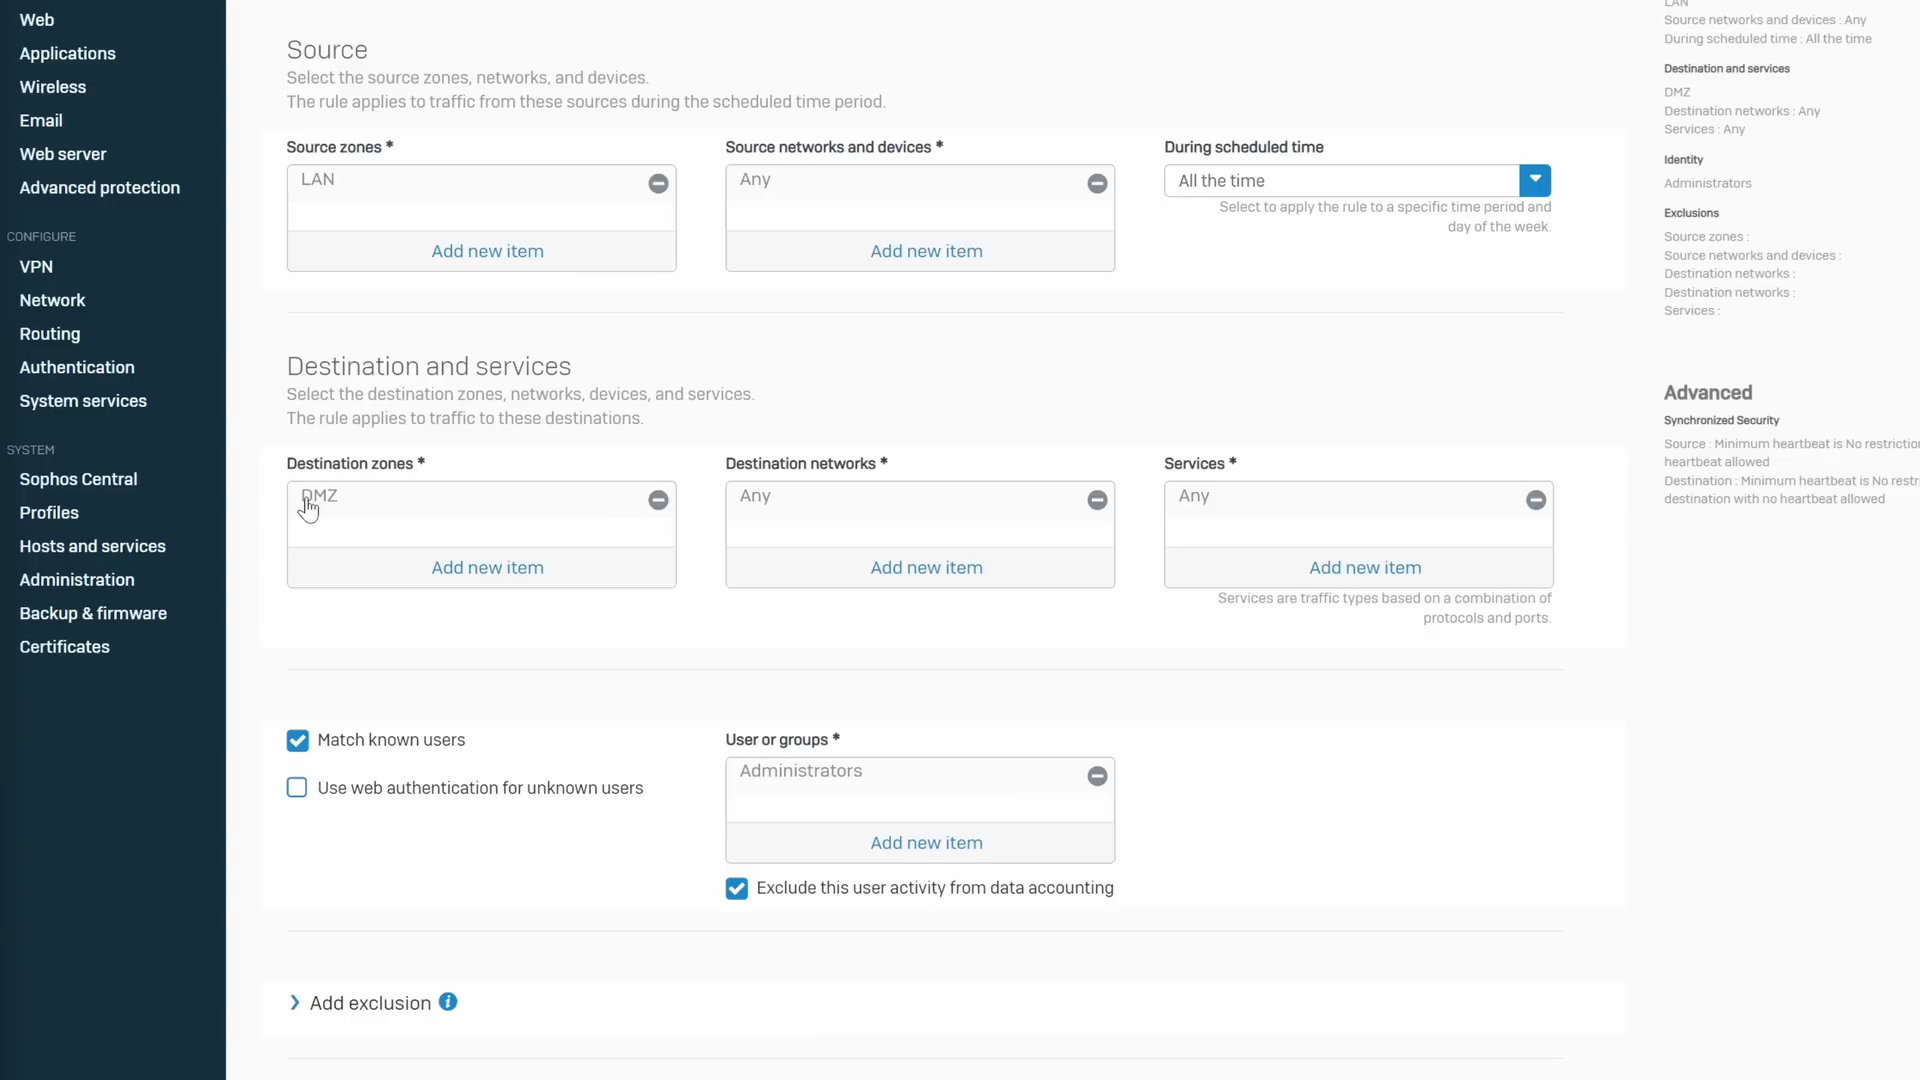 Web
Applications
Wireless
Email
Web server
Advanced protection
CONFIGURE
VPN
Network
Routing
Authentication
System services
SYSTEM
Sophos Central
Profiles
Hosts and services
Administration
Backup & firmware
Certificates
Source
Select the source zones, networks, and devices.
The rule applies to traffic from these sources during the scheduled time period.
Source zones *
LAN
Add new item
Source networks and devices *
Any
Add new item
During scheduled time
All the time
Select to apply the rule to a specific time period and
day of the week.
Destination and services
Select the destination zones, networks, devices, and services.
The rule applies to traffic to these destinations.
Destination zones *
DMZ
Add new item
Destination networks *
Any
Add new item
Services *
Any
Add new item
Services are traffic types based on a combination of
protocols and ports.
Match known users
Use web authentication for unknown users
User or groups *
Administrators
Add new item
Exclude this user activity from data accounting
Add exclusion
LAN
Source networks and devices : Any
During scheduled time : All the time
Destination and services
DMZ
Destination networks : Any
Services : Any
Identity
Administrators
Exclusions
Source zones :
Source networks and devices :
Destination networks :
Destination networks :
Services :
Advanced
Synchronized Security
Source : Minimum heartbeat is No restriction
heartbeat allowed
Destination : Minimum heartbeat is No restri
destination with no heartbeat allowed